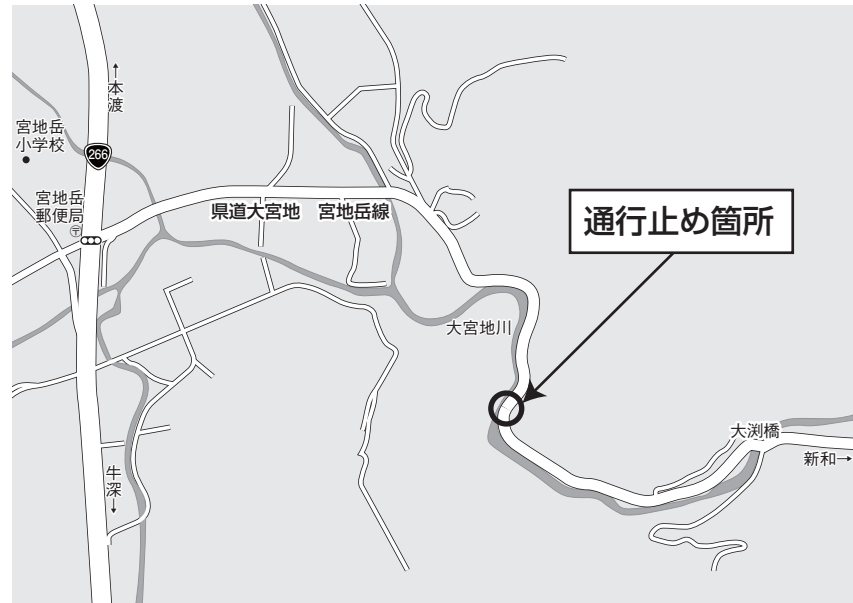 ↑本渡
宮地岳
小学校
266
宮地岳
郵便局
〒
県道大宮地 宮地岳線
通行止め箇所
大宮地川
大渕橋
新和→
牛深↓